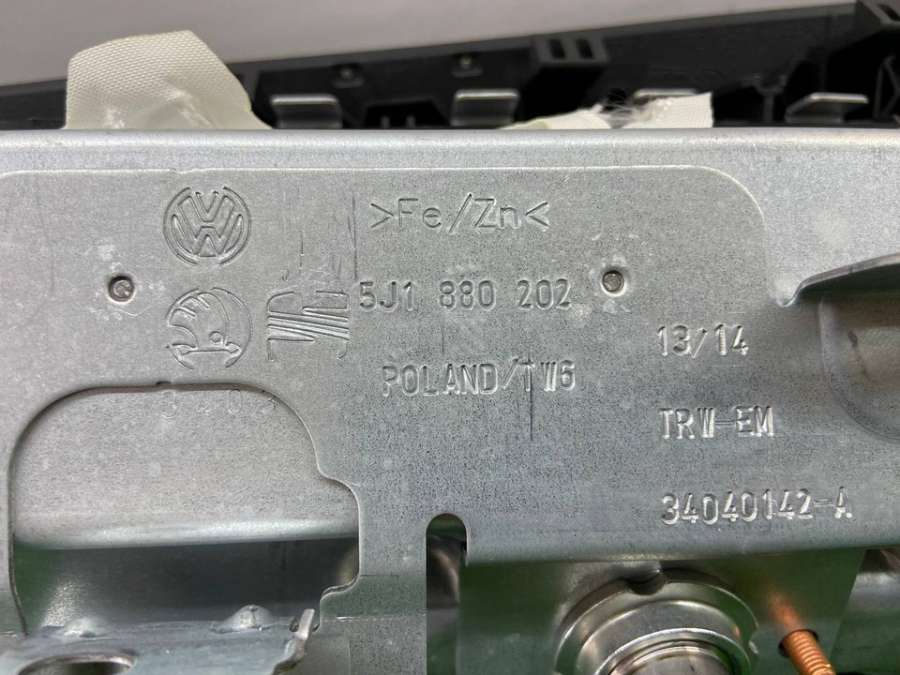 >Fe/Zn<
5J1 880 202
POLAND/TW6
13/14
TRW-EM
34040142-A